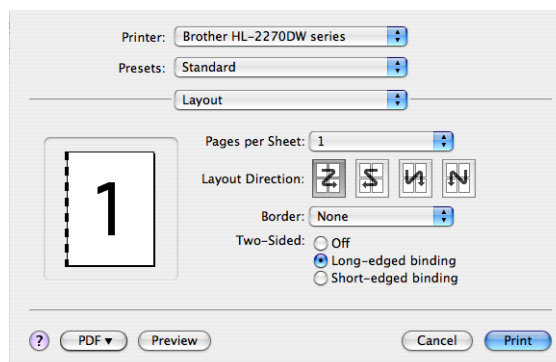 Printer: Brother HL-2270DW series
Presets: Standard
Layout
Pages per Sheet: 1
Layout Direction:
Border: None
Two-Sided: Off
Long-edged binding
Short-edged binding
1
? PDF▼ Preview Cancel Print